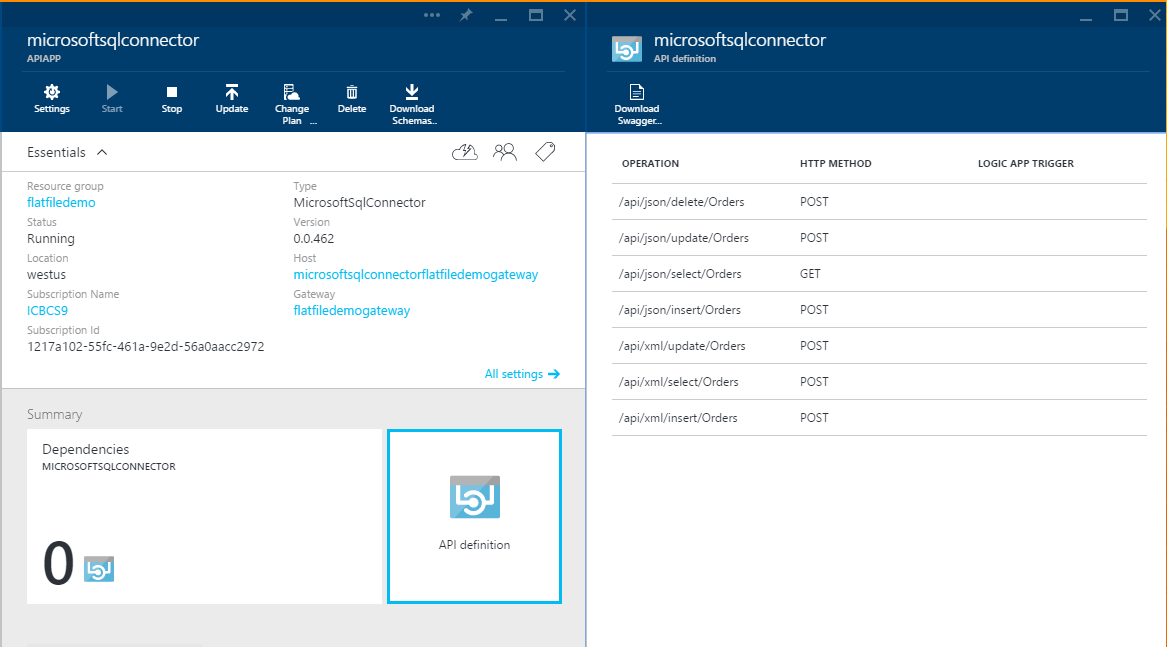 microsoftsqlconnector
APIAPP
Settings
Start
Stop
Update
Change
Plan ...
Delete
Download
Schemas...
Essentials
Resource group
flatfiledemo
Type
MicrosoftSqlConnector
Status
Running
Version
0.0.462
Location
westus
Host
microsoftsqlconnectorflatfiledemogateway
Subscription Name
ICBCS9
Gateway
flatfiledemogateway
Subscription Id
1217a102-55fc-461a-9e2d-56a0aacc2972
All settings
Summary
Dependencies
MICROSOFTSQLCONNECTOR
0
API definition
microsoftsqlconnector
API definition
Download
Swagger...
OPERATION HTTP METHOD LOGIC APP TRIGGER
/api/json/delete/Orders POST
/api/json/update/Orders POST
/api/json/select/Orders GET
/api/json/insert/Orders POST
/api/xml/update/Orders POST
/api/xml/select/Orders POST
/api/xml/insert/Orders POST